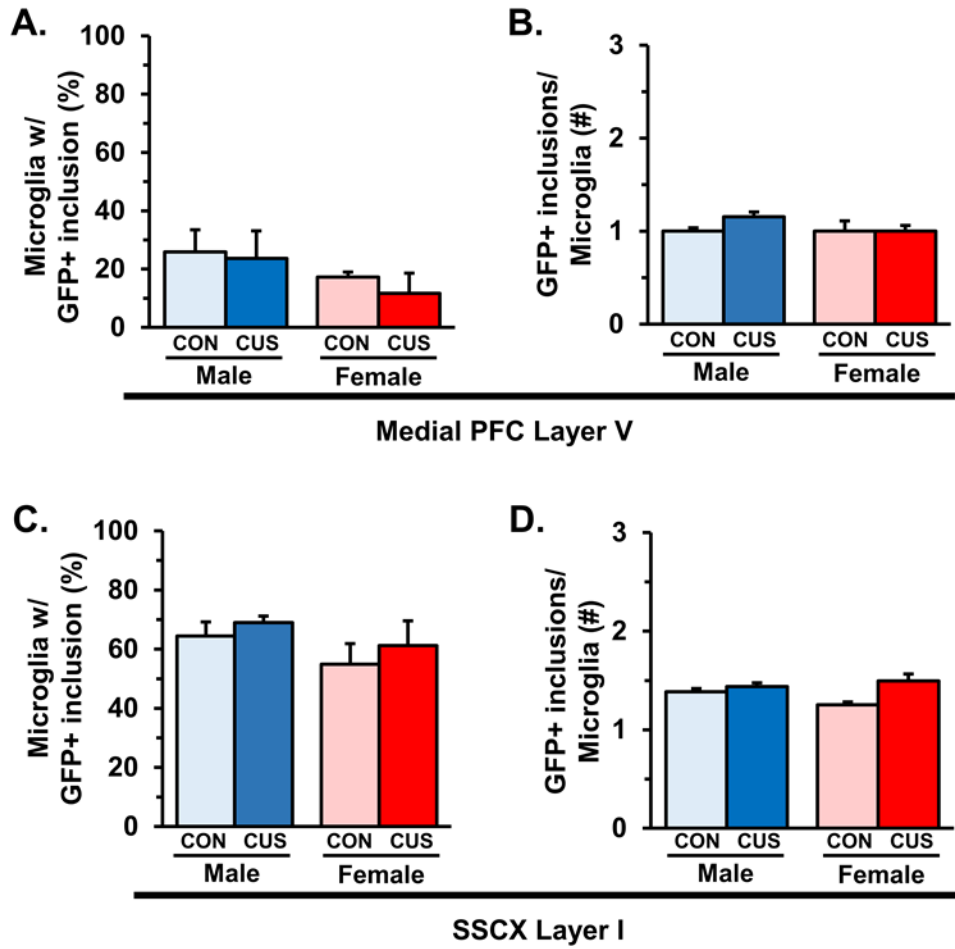 A.
Microglia w/
GFP+ inclusion (%)
100
80
60
40
20
0
CON CUS CON CUS
Male Female
B.
GFP+ inclusions/
Microglia (#)
3
2
1
0
CON CUS CON CUS
Male Female
Medial PFC Layer V
C.
Microglia w/
GFP+ inclusion (%)
100
80
60
40
20
0
CON CUS CON CUS
Male Female
D.
GFP+ inclusions/
Microglia (#)
3
2
1
0
CON CUS CON CUS
Male Female
SSCX Layer I